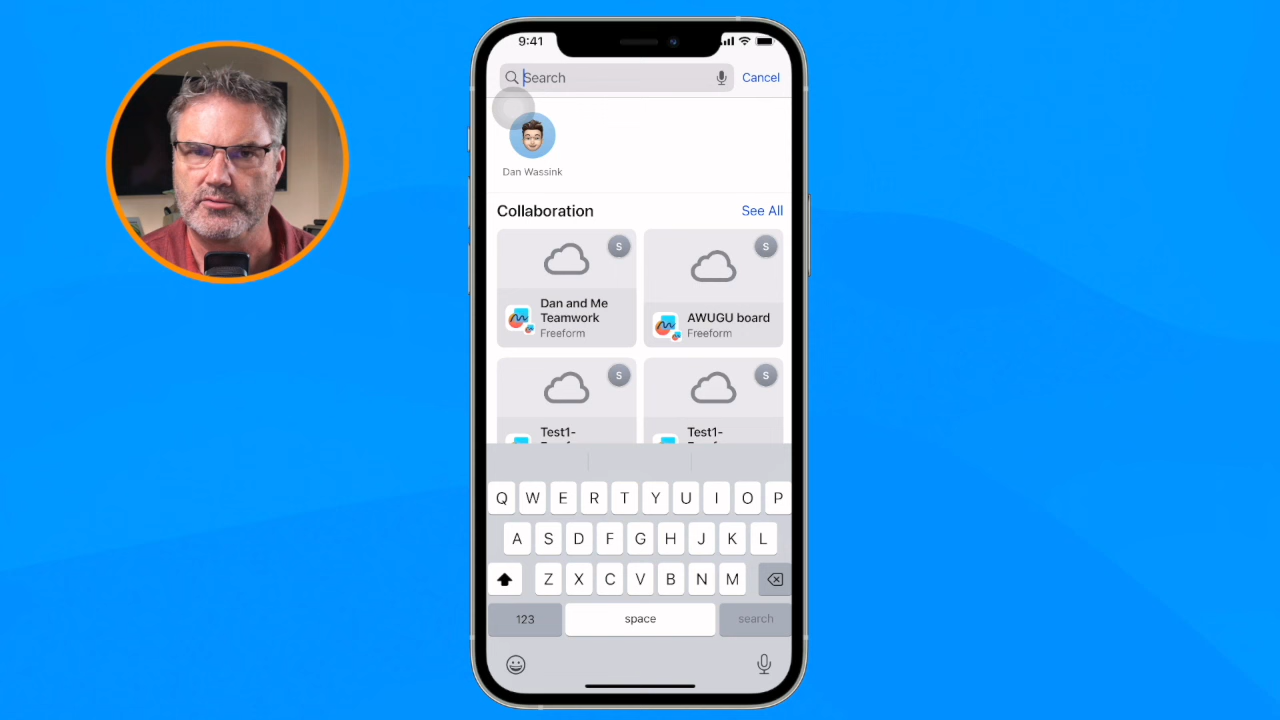 9:41
Search
Cancel
Dan Wassink
Collaboration
See All
S
S
Dan and Me
Teamwork
Freeform
AWUGU board
Freeform
S
S
Test1-
Test1-
Q W E R T Y U I O P
A S D F G H J K L
Z X C V B N M
123
space
search